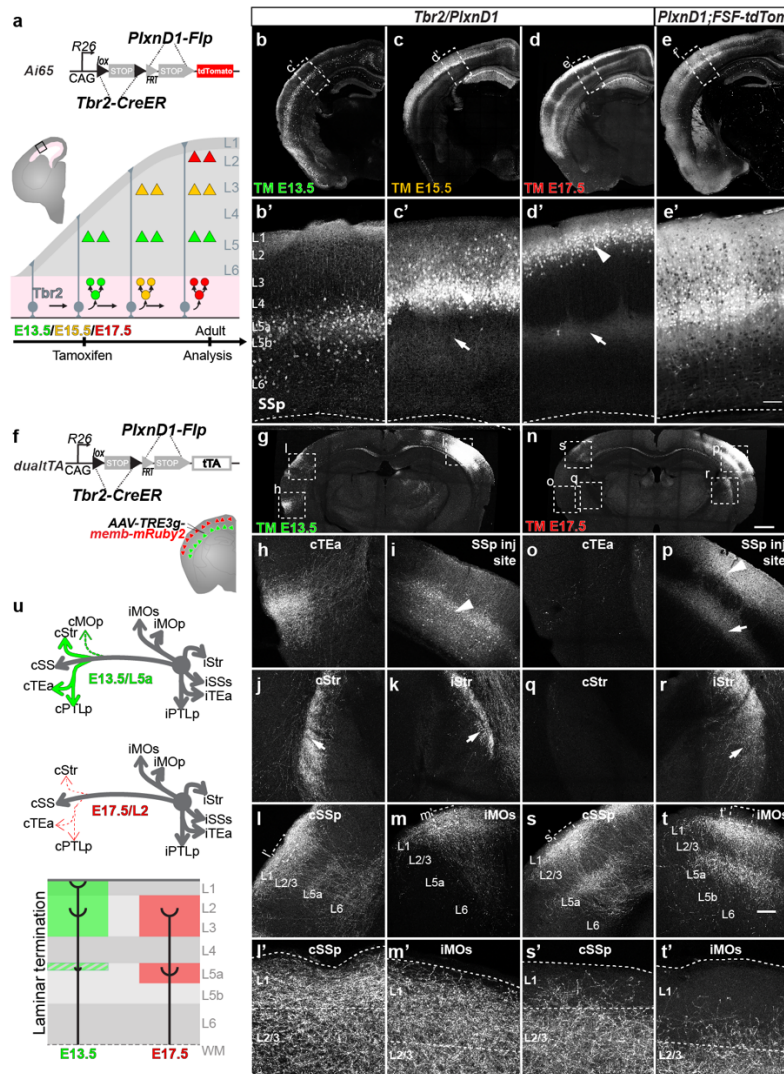 a
PlxnD1-Flp
Ai65
R26
CAG
lox
STOP
FRT
STOP
tdTomato
Tbr2-CreER
L1
L2
L3
L4
L5
L6
Tbr2
E13.5/E15.5/E17.5
Adult
Tamoxifen
Analysis
Tbr2/PlxnD1
PlxnD1;FSF-tdTom
b
c'
TM E13.5
c
d'
TM E15.5
d
e'
TM E17.5
e
f'
b'
L1
L2
L3
L4
L5a
L5b
L6
SSp
c'
d'
e'
f
PlxnD1-Flp
dualtTA
R26
CAG
lox
STOP
FRT
STOP
tTA
Tbr2-CreER
AAV-TRE3g-
memb-mRuby2
g
l
h
TM E13.5
n
s
o
q
p
r
TM E17.5
h
cTEa
i
SSp inj
site
o
cTEa
p
SSp inj
site
j
cStr
k
iStr
q
cStr
r
iStr
l
cSSp
l'
L1
L2/3
L5a
L6
m
iMOs
m'
L1
L2/3
L5a
L6
s
cSSp
s'
L1
L2/3
L5a
L6
t
iMOs
t'
L1
L2/3
L5a
L5b
L6
l'
cSSp
L1
L2/3
m'
iMOs
L1
L2/3
s'
cSSp
L1
L2/3
t'
iMOs
L1
L2/3
u
cMOp
cStr
cSS
cTEa
cPTLp
E13.5/L5a
iMOs
iMOp
iStr
iSSs
iTEa
iPTLp
cStr
cSS
cTEa
cPTLp
E17.5/L2
iMOs
iMOp
iStr
iSSs
iTEa
iPTLp
Laminar termination
L1
L2
L3
L4
L5a
L5b
L6
WM
E13.5
E17.5